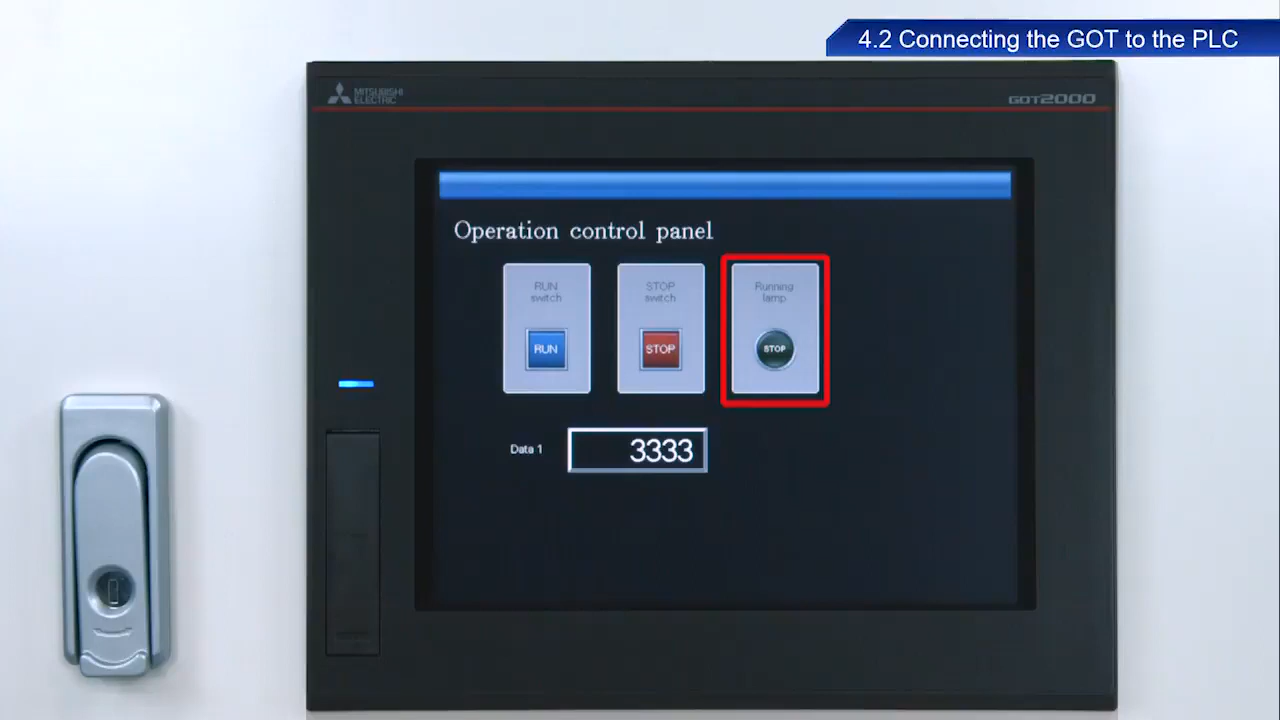 4.2 Connecting the GOT to the PLC
MITSUBISHI
ELECTRIC
GOT2000
Operation control panel
RUN
switch
STOP
switch
Running
lamp
RUN
STOP
STOP
Data 1
3333